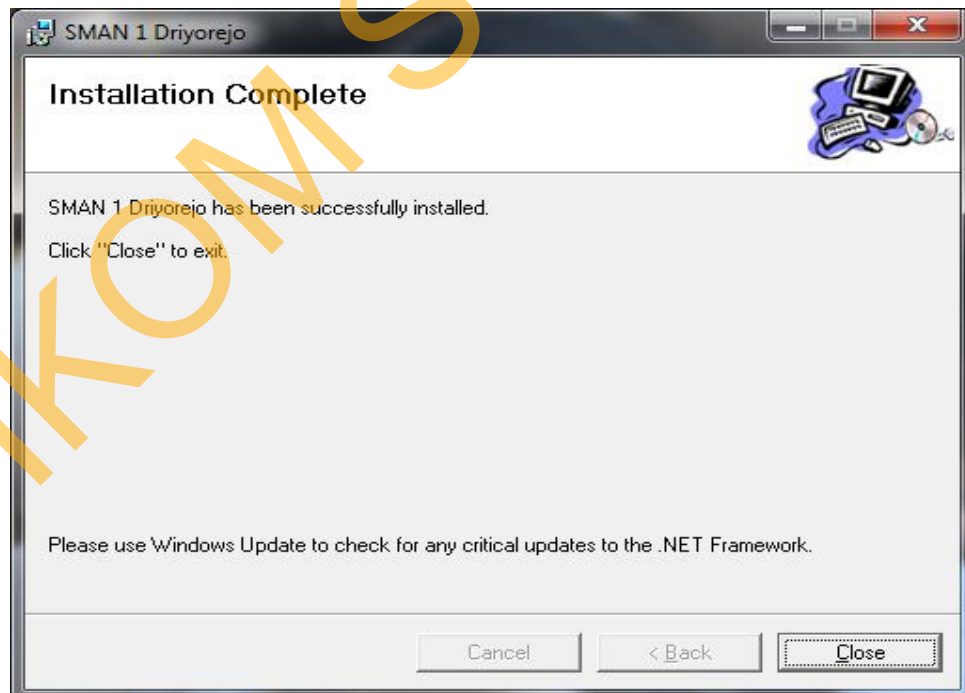 SMAN 1 Driyorejo
Installation Complete
SMAN 1 Driyorejo has been successfully installed.
Click "Close" to exit.
Please use Windows Update to check for any critical updates to the .NET Framework.
Cancel
< Back
Close
IKOM S